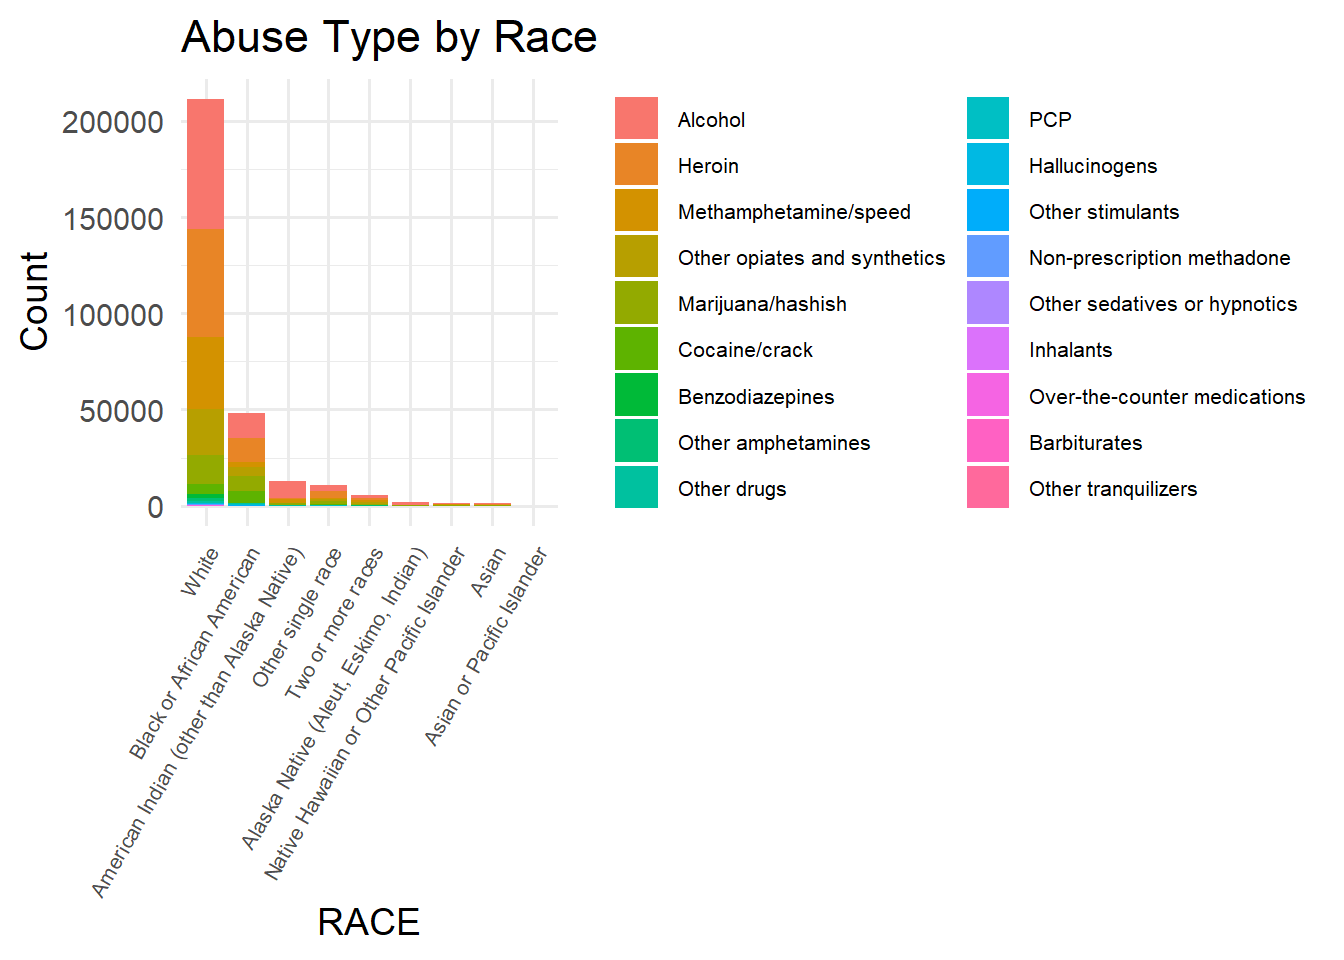 Abuse Type by Race
Count
200000
150000
100000
50000
0
White
Black or African American
American Indian (other than Alaska Native)
Other single race
Two or more races
Alaska Native (Aleut, Eskimo, Indian)
Native Hawaiian or Other Pacific Islander
Asian
Asian or Pacific Islander
RACE
Alcohol
Heroin
Methamphetamine/speed
Other opiates and synthetics
Marijuana/hashish
Cocaine/crack
Benzodiazepines
Other amphetamines
Other drugs
PCP
Hallucinogens
Other stimulants
Non-prescription methadone
Other sedatives or hypnotics
Inhalants
Over-the-counter medications
Barbiturates
Other tranquilizers